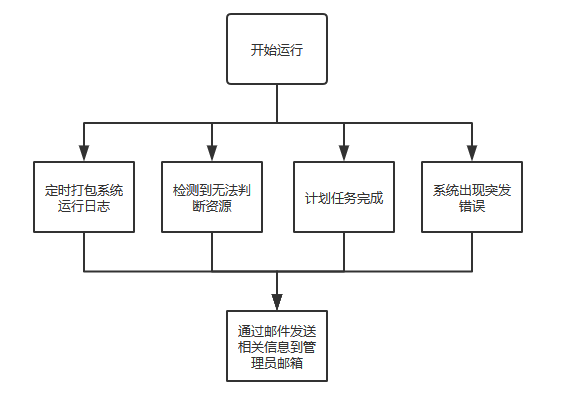 开始运行
定时打包系统
运行日志
检测到无法判
断资源
计划任务完成
系统出现突发
错误
通过邮件发送
相关信息到管
理员邮箱